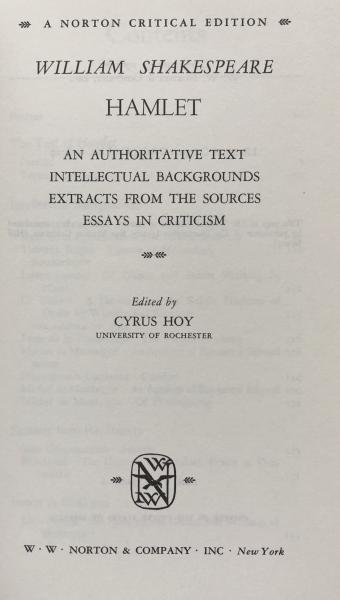 A NORTON CRITICAL EDITION
WILLIAM SHAKESPEARE
HAMLET
AN AUTHORITATIVE TEXT
INTELLECTUAL BACKGROUNDS
EXTRACTS FROM THE SOURCES
ESSAYS IN CRITICISM
Edited by
CYRUS HOY
UNIVERSITY OF ROCHESTER
W W
W N
W · W · NORTON & COMPANY · INC · New York